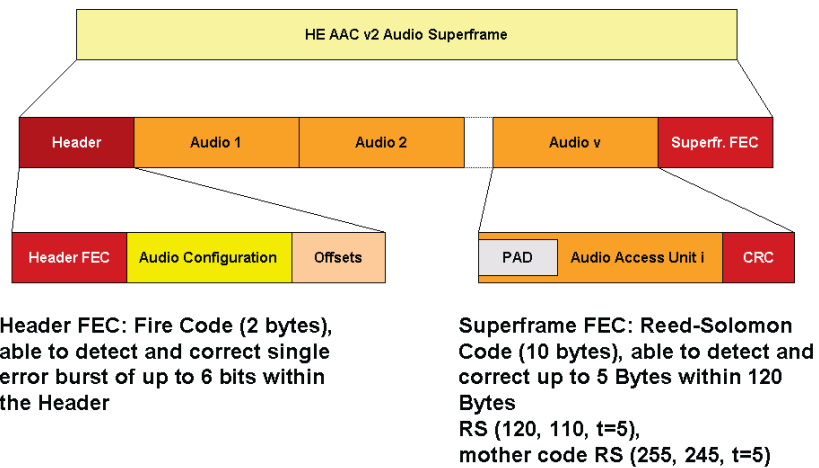 HE AAC v2 Audio Superframe
Header
Audio 1
Audio 2
Audio v
Superfr. FEC
Header FEC
Audio Configuration
Offsets
PAD
Audio Access Unit i
CRC
Header FEC: Fire Code (2 bytes),
able to detect and correct single
error burst of up to 6 bits within
the Header
Superframe FEC: Reed-Solomon
Code (10 bytes), able to detect and
correct up to 5 Bytes within 120
Bytes
RS (120, 110, t=5),
mother code RS (255, 245, t=5)